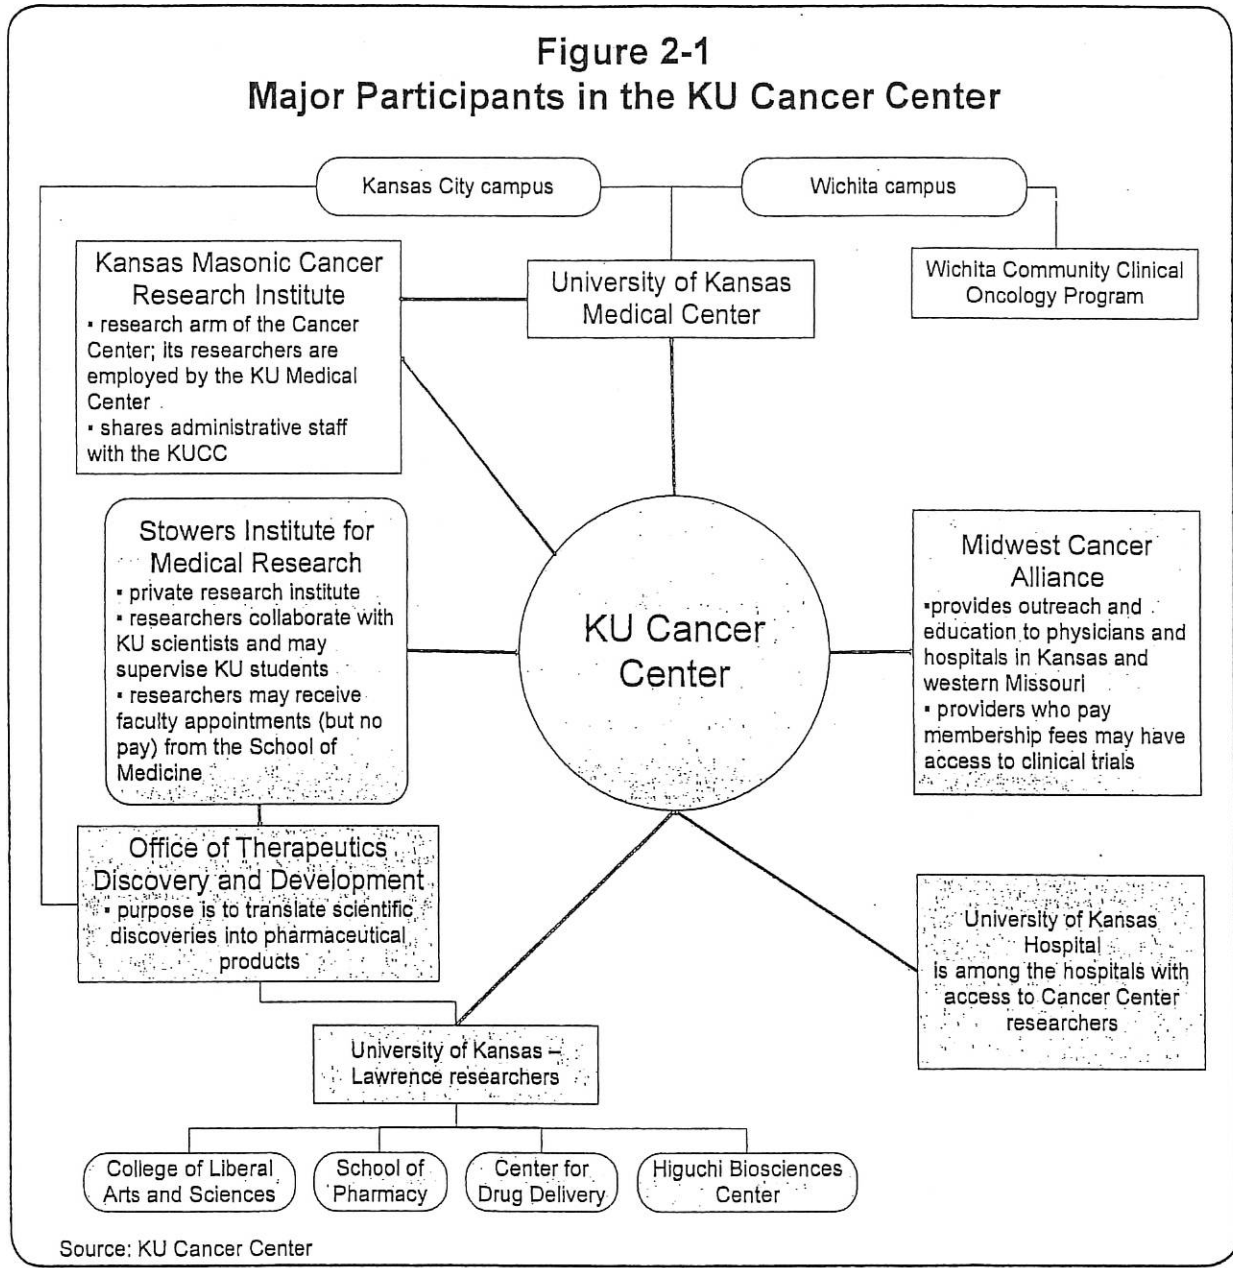 Figure 2-1
Major Participants in the KU Cancer Center
Kansas City campus
Wichita campus
Kansas Masonic Cancer
Research Institute
▪ research arm of the Cancer
Center; its researchers are
employed by the KU Medical
Center
▪ shares administrative staff
with the KUCC
University of Kansas
Medical Center
Wichita Community Clinical
Oncology Program
Stowers Institute for
Medical Research
▪ private research institute
▪ researchers collaborate with
KU scientists and may
supervise KU students
▪ researchers may receive
faculty appointments (but no
pay) from the School of
Medicine
KU Cancer
Center
Midwest Cancer
Alliance
▪provides outreach and
education to physicians and
hospitals in Kansas and
western Missouri
▪ providers who pay
membership fees may have
access to clinical trials
Office of Therapeutics
Discovery and Development
▪ purpose is to translate scientific
discoveries into pharmaceutical
products
University of Kansas
Hospital
is among the hospitals with
access to Cancer Center
researchers
University of Kansas –
Lawrence researchers
College of Liberal
Arts and Sciences
School of
Pharmacy
Center for
Drug Delivery
Higuchi Biosciences
Center
Source: KU Cancer Center